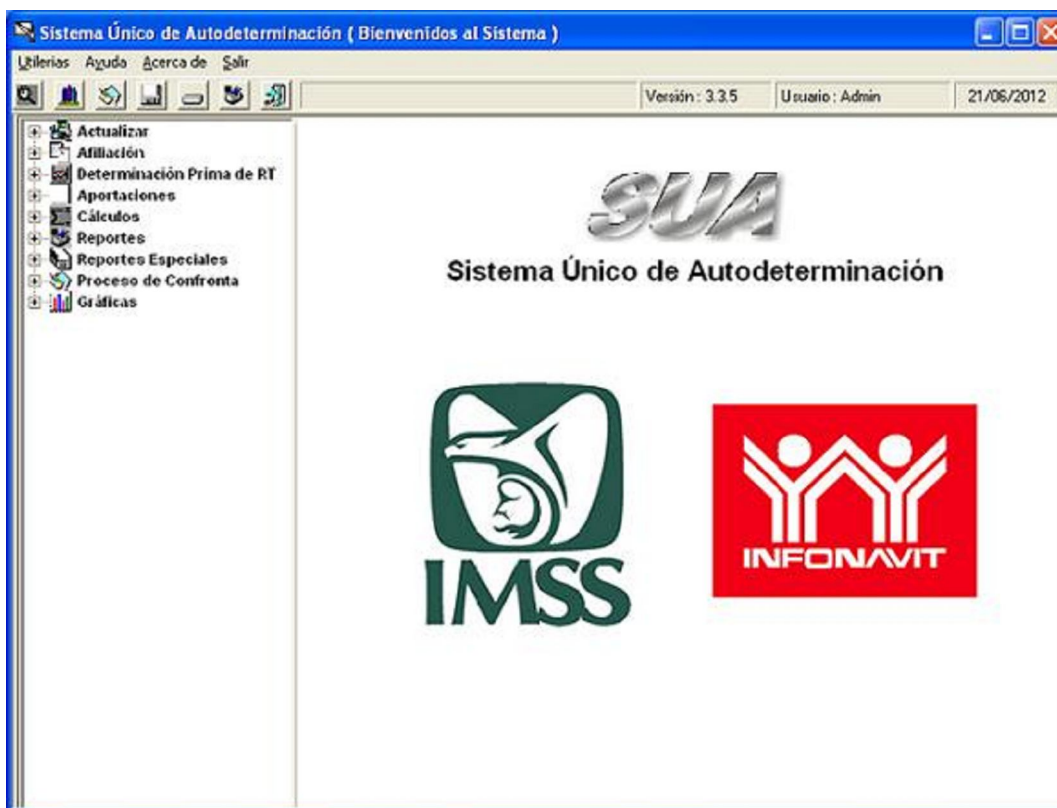 Sistema Único de Autodeterminación ( Bienvenidos al Sistema )
Utilerias Ayuda Acerca de Salir
Versión : 3.3.5 Usuario : Admin 21/06/2012
Actualizar
Afiliación
Determinación Prima de RT
Aportaciones
Cálculos
Reportes
Reportes Especiales
Proceso de Confronta
Gráficas
SUA
Sistema Único de Autodeterminación
IMSS
INFONAVIT